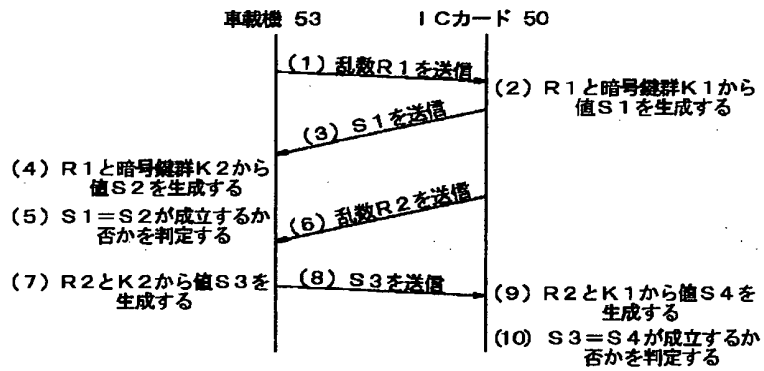 車載機 53
ICカード 50
(1) 乱数R1を送信
(2) R1と暗号鍵群K1から
値S1を生成する
(3) S1を送信
(4) R1と暗号鍵群K2から
値S2を生成する
(5) S1=S2が成立するか
否かを判定する
(6) 乱数R2を送信
(7) R2とK2から値S3を
生成する
(8) S3を送信
(9) R2とK1から値S4を
生成する
(10) S3=S4が成立するか
否かを判定する